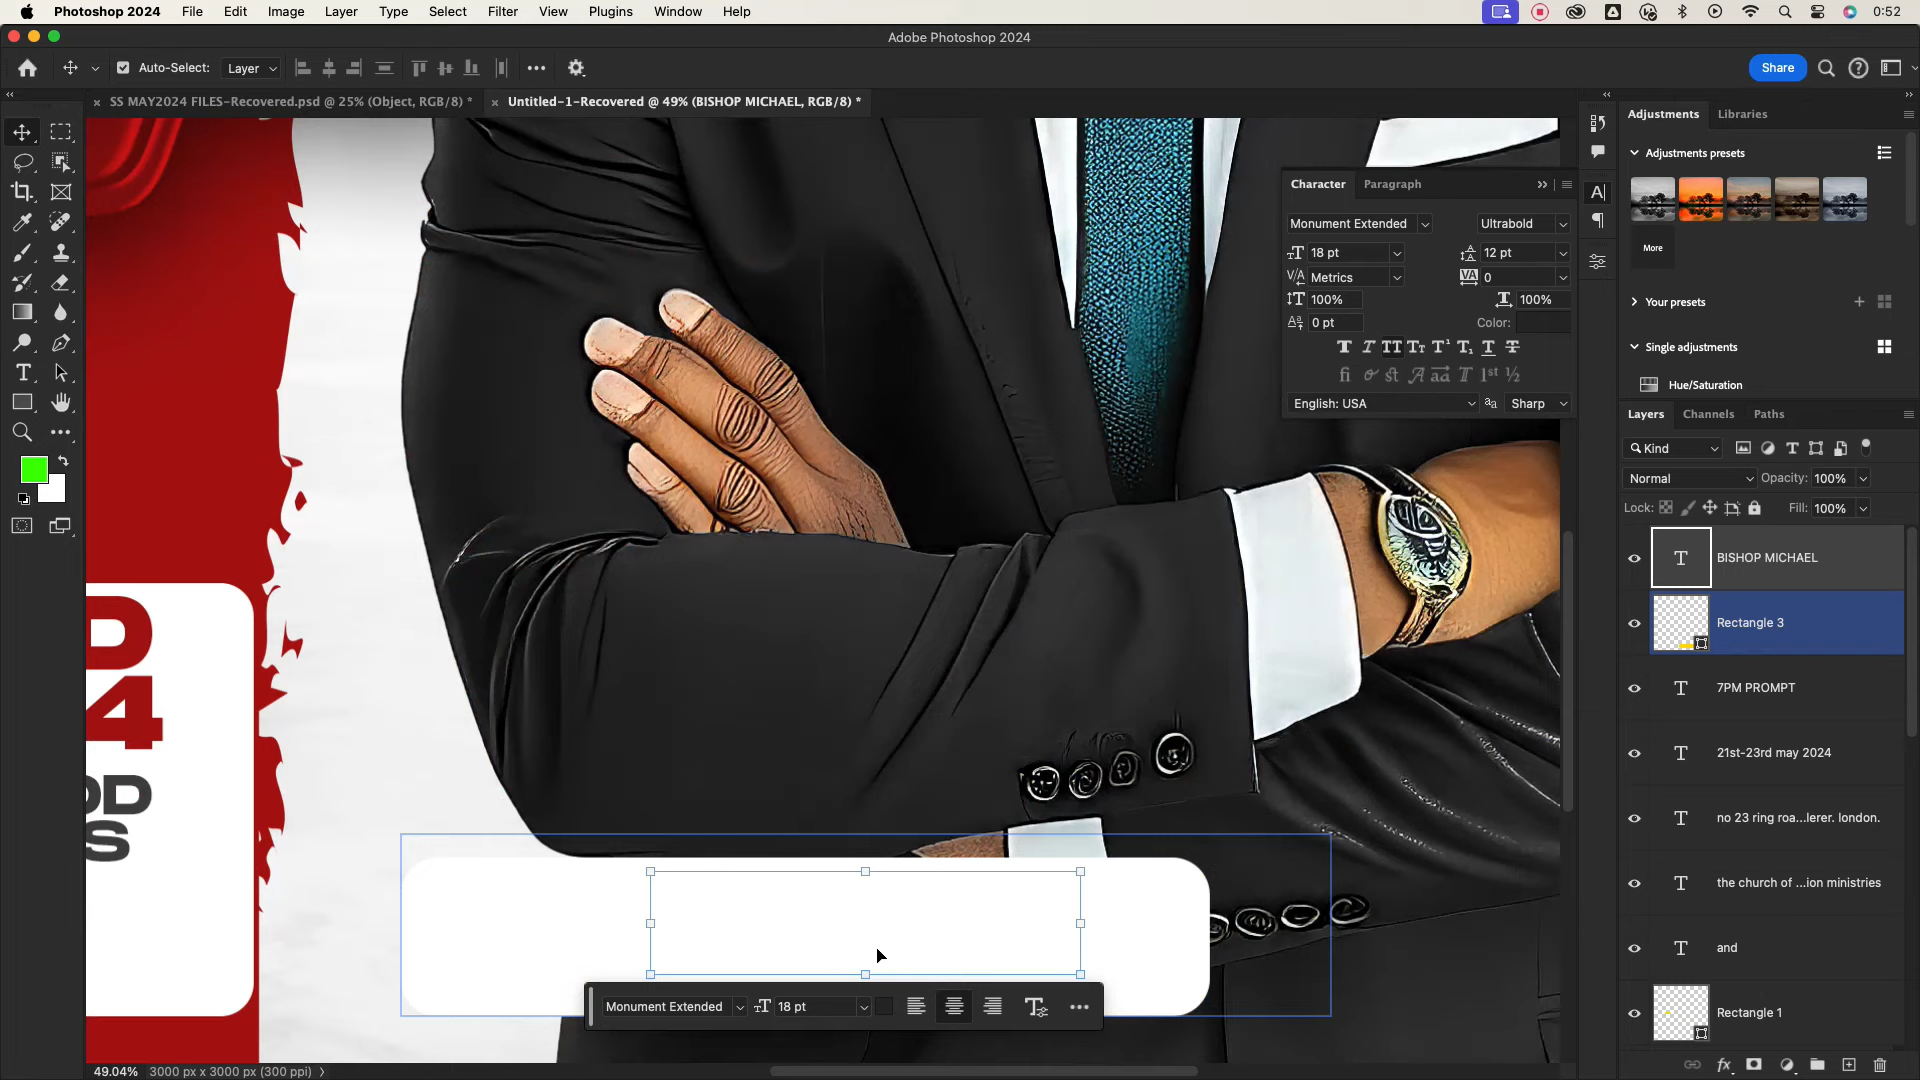 Photoshop 2024 File Edit Image Layer Type Select Filter View Plugins Window Help 0:52
Adobe Photoshop 2024
Auto-Select: Layer Share
SS MAY2024 FILES-Recovered.psd @ 25% (Object, RGB/8) * Untitled-1-Recovered @ 49% (BISHOP MICHAEL, RGB/8) *
Adjustments Libraries
Adjustments presets
More
Your presets
Single adjustments
Hue/Saturation
Character Paragraph
Monument Extended Ultrabold
18 pt 12 pt
Metrics 0
100% 100%
0 pt Color:
English: USA Sharp
Layers Channels Paths
Kind
Normal Opacity: 100%
Lock: Fill: 100%
BISHOP MICHAEL
Rectangle 3
7PM PROMPT
21st-23rd may 2024
no 23 ring roa...lerer. london.
the church of ...ion ministries
and
Rectangle 1
D
4
OD
S
Monument Extended 18 pt
49.04% 3000 px x 3000 px (300 ppi)